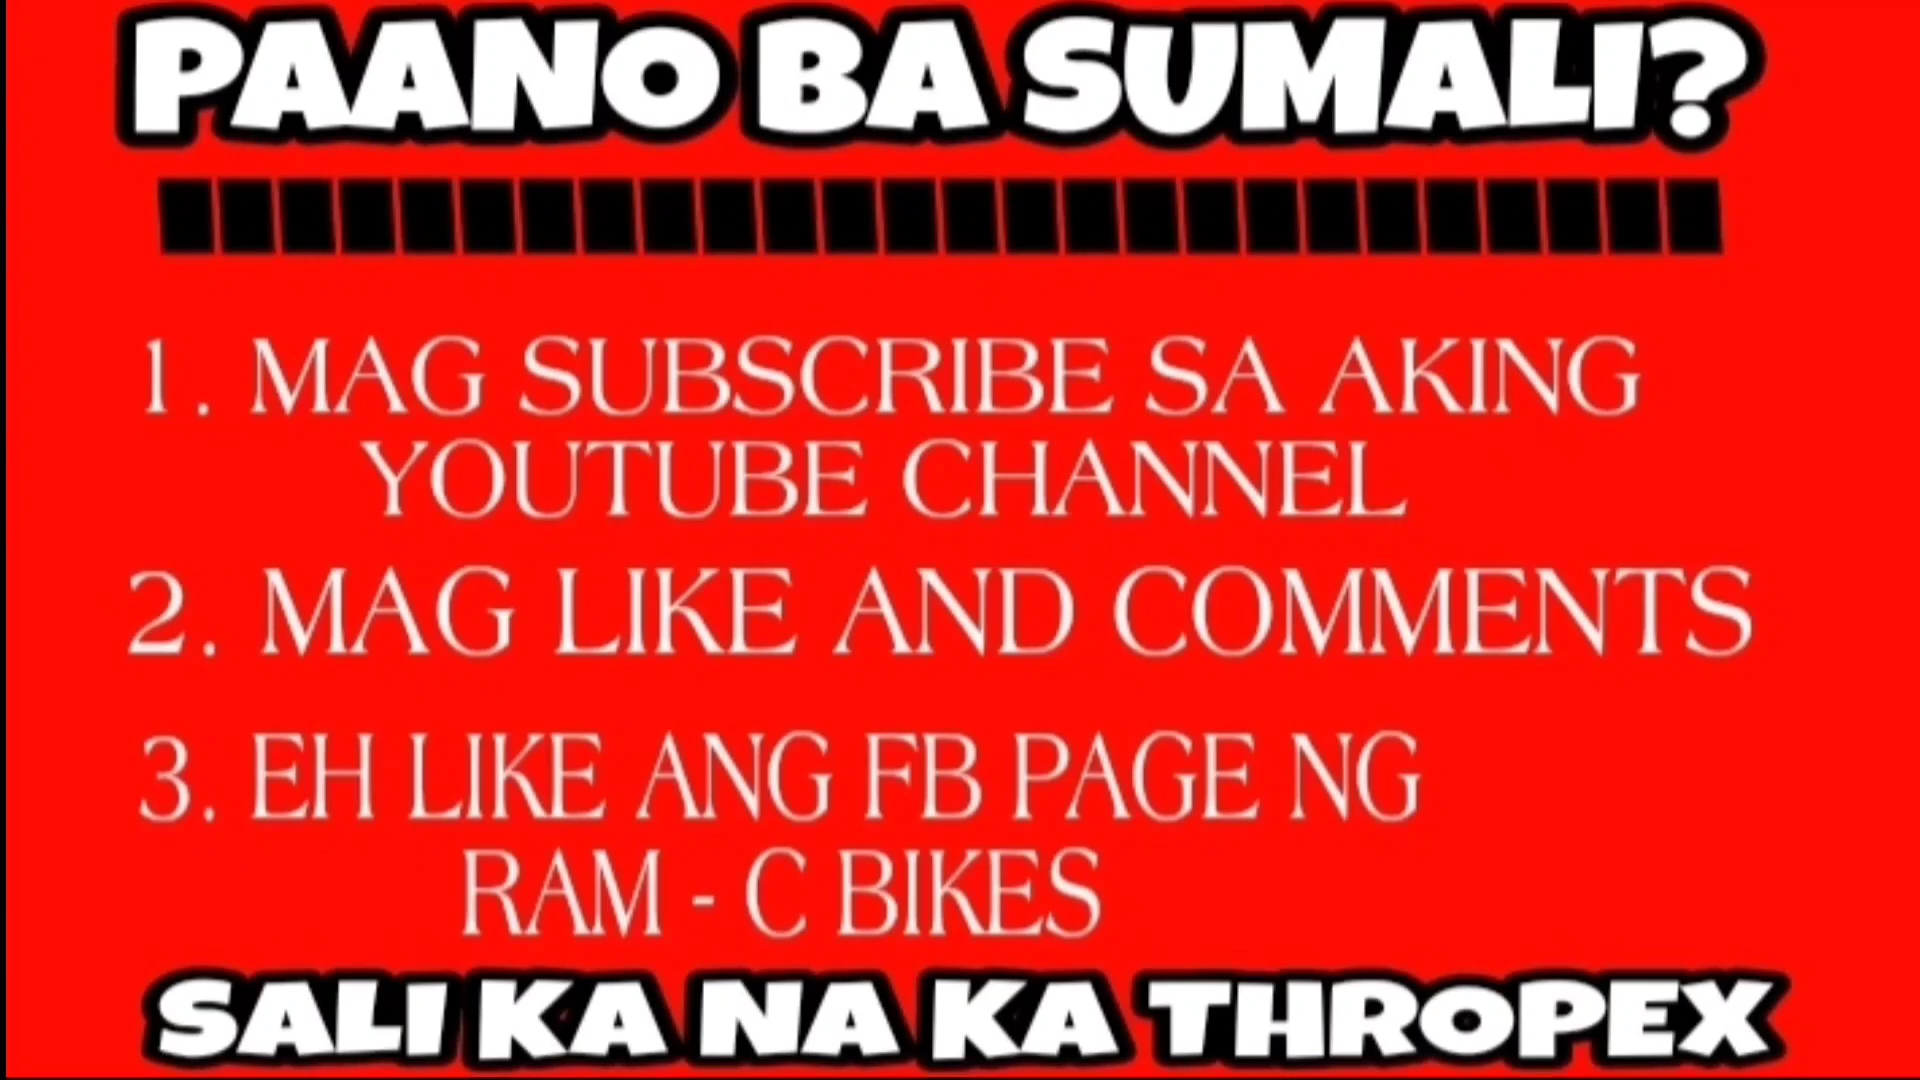 PAANO BA SUMALI?
1. MAG SUBSCRIBE SA AKING
YOUTUBE CHANNEL
2. MAG LIKE AND COMMENTS
3. EH LIKE ANG FB PAGE NG
RAM - C BIKES
SALI KA NA KA THROPEX